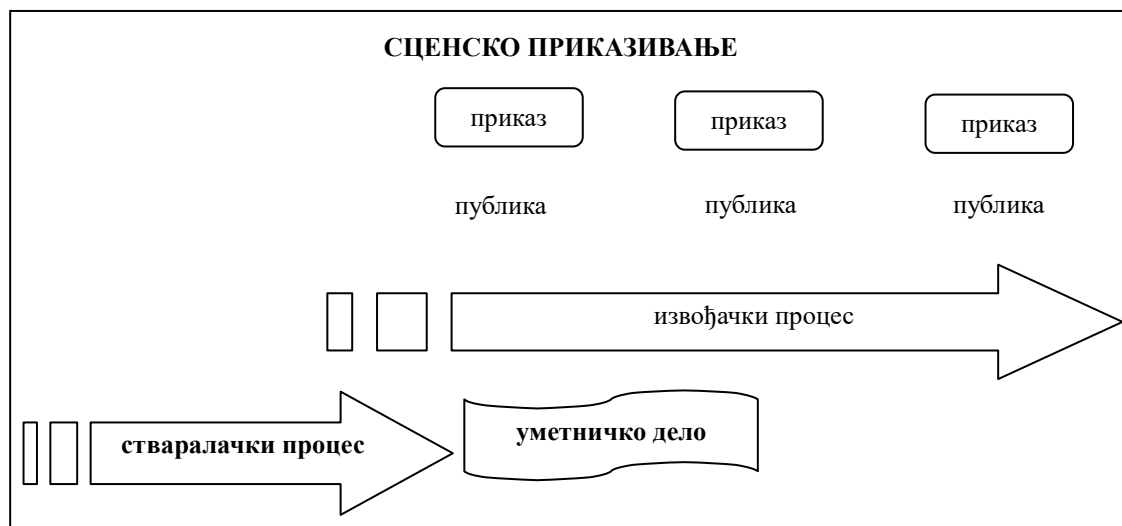 СЦЕНСКО ПРИКАЗИВАЊЕ
приказ приказ приказ
публика публика публика
извођачки процес
стваралачки процес уметничко дело